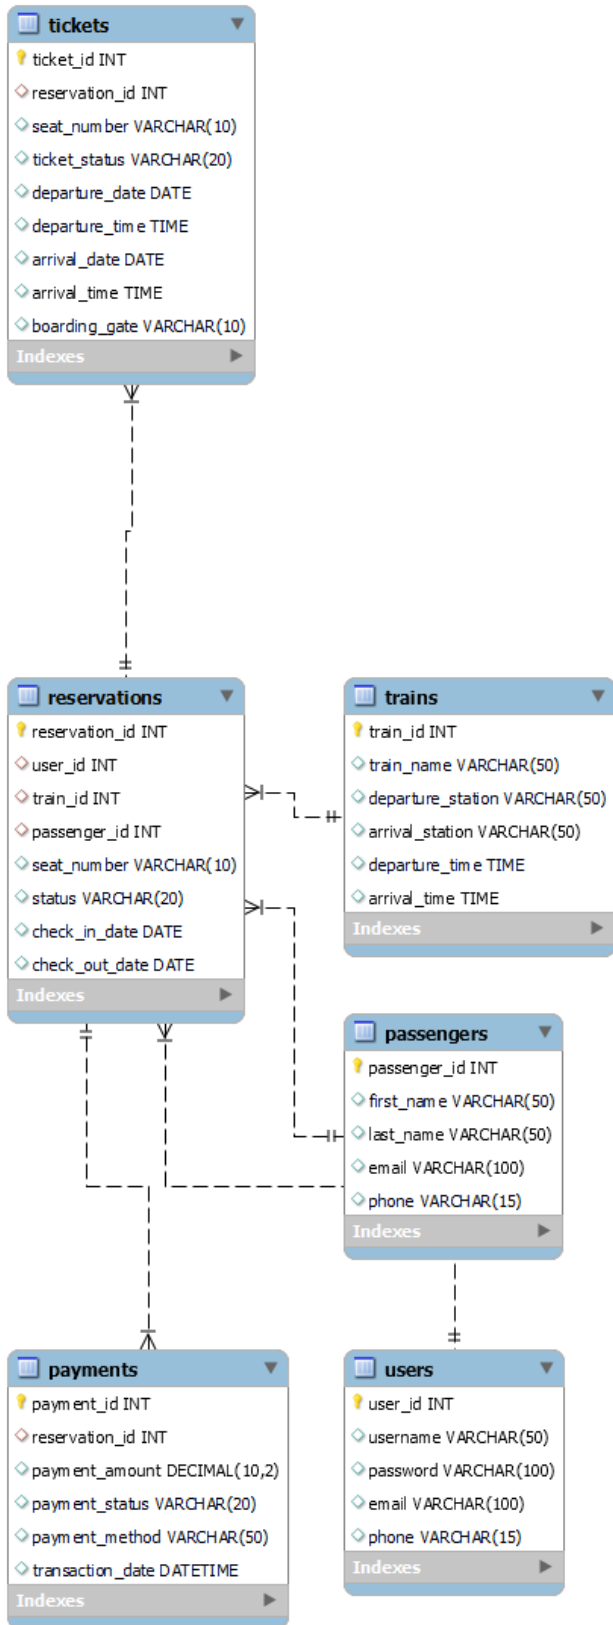 tickets
ticket_id INT
reservation_id INT
seat_number VARCHAR(10)
ticket_status VARCHAR(20)
departure_date DATE
departure_time TIME
arrival_date DATE
arrival_time TIME
boarding_gate VARCHAR(10)
Indexes
reservations
reservation_id INT
user_id INT
train_id INT
passenger_id INT
seat_number VARCHAR(10)
status VARCHAR(20)
check_in_date DATE
check_out_date DATE
Indexes
trains
train_id INT
train_name VARCHAR(50)
departure_station VARCHAR(50)
arrival_station VARCHAR(50)
departure_time TIME
arrival_time TIME
Indexes
passengers
passenger_id INT
first_name VARCHAR(50)
last_name VARCHAR(50)
email VARCHAR(100)
phone VARCHAR(15)
Indexes
payments
payment_id INT
reservation_id INT
payment_amount DECIMAL(10,2)
payment_status VARCHAR(20)
payment_method VARCHAR(50)
transaction_date DATETIME
Indexes
users
user_id INT
username VARCHAR(50)
password VARCHAR(100)
email VARCHAR(100)
phone VARCHAR(15)
Indexes